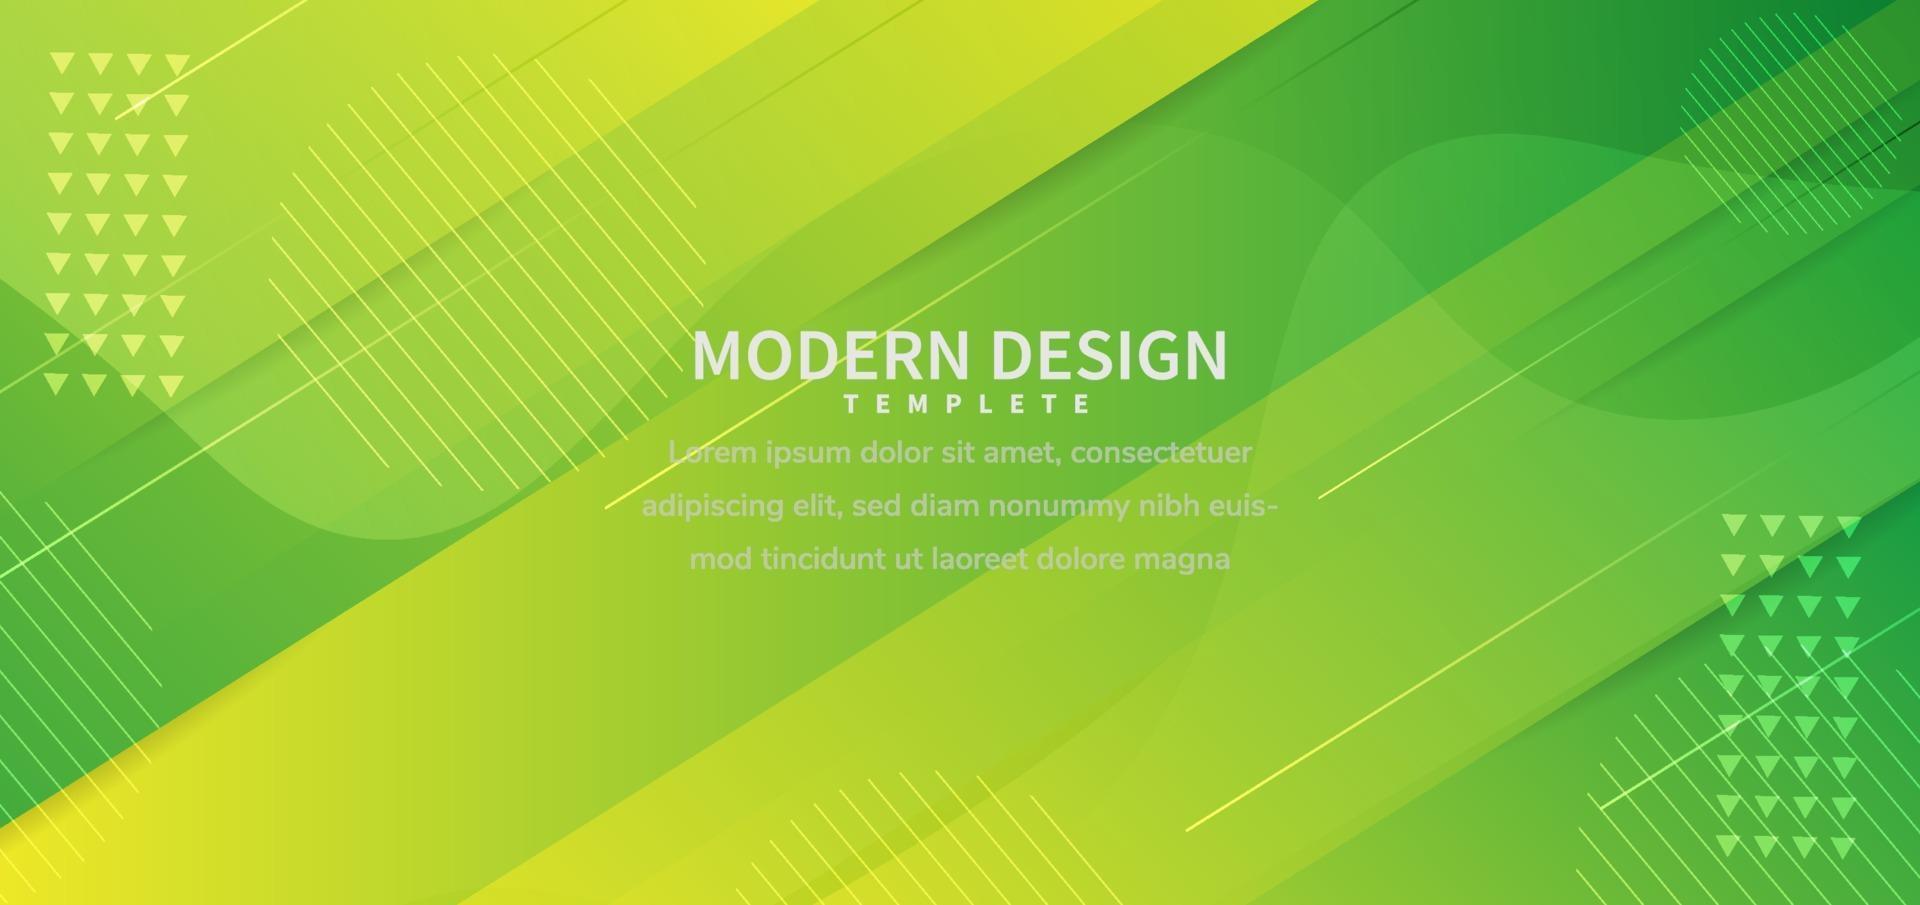 MODERN DESIGN
TEMPLETE
Lorem ipsum dolor sit amet, consectetuer
adipiscing elit, sed diam nonummy nibh euis-
mod tincidunt ut laoreet dolore magna